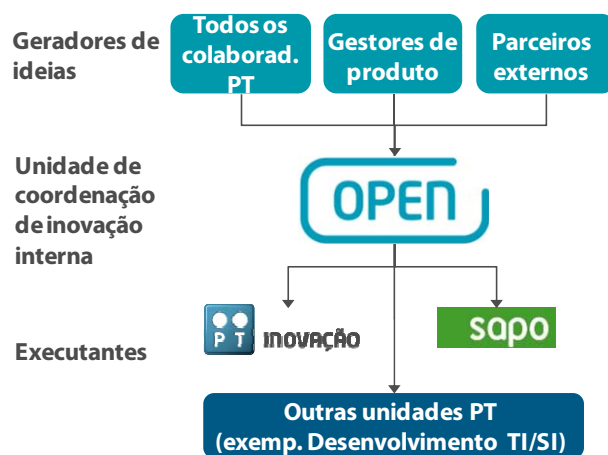 Geradores de
ideias
Todos os
colaborad.
PT
Gestores de
produto
Parceiros
externos
Unidade de
coordenação
de inovação
interna
OPEN
Executantes
PT INOVAÇÃO
sapo
Outras unidades PT
(exemp. Desenvolvimento TI/SI)